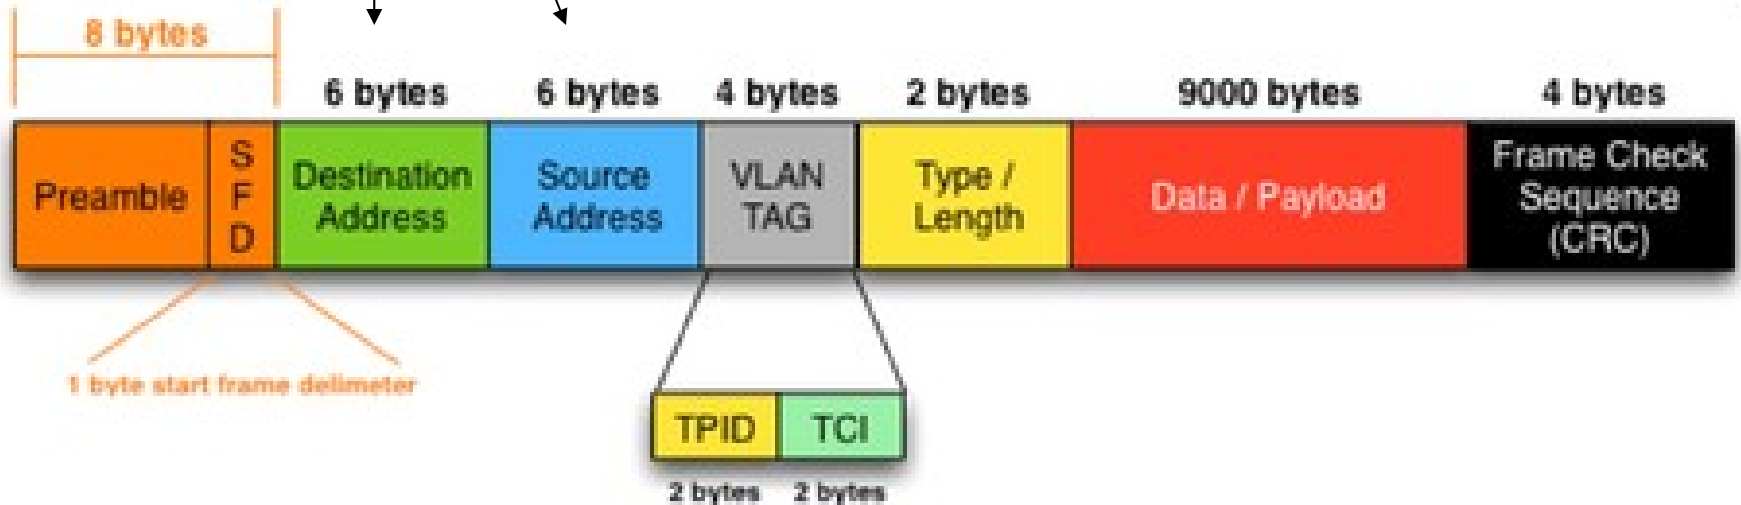 8 bytes
6 bytes
6 bytes
4 bytes
2 bytes
9000 bytes
4 bytes
Preamble
S
F
D
Destination
Address
Source
Address
VLAN
TAG
Type /
Length
Data / Payload
Frame Check
Sequence
(CRC)
1 byte start frame delimeter
TPID
TCI
2 bytes
2 bytes